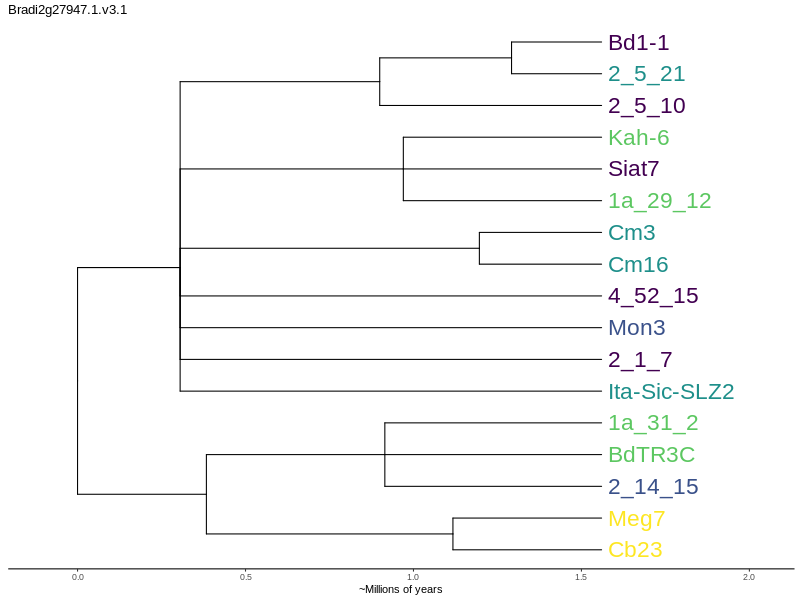 Bradi2g27947.1.v3.1
Bd1-1
2_5_21
2_5_10
Kah-6
Siat7
1a_29_12
Cm3
Cm16
4_52_15
Mon3
2_1_7
Ita-Sic-SLZ2
1a_31_2
BdTR3C
2_14_15
Meg7
Cb23
0.0 0.5 1.0 1.5 2.0
~Millions of years